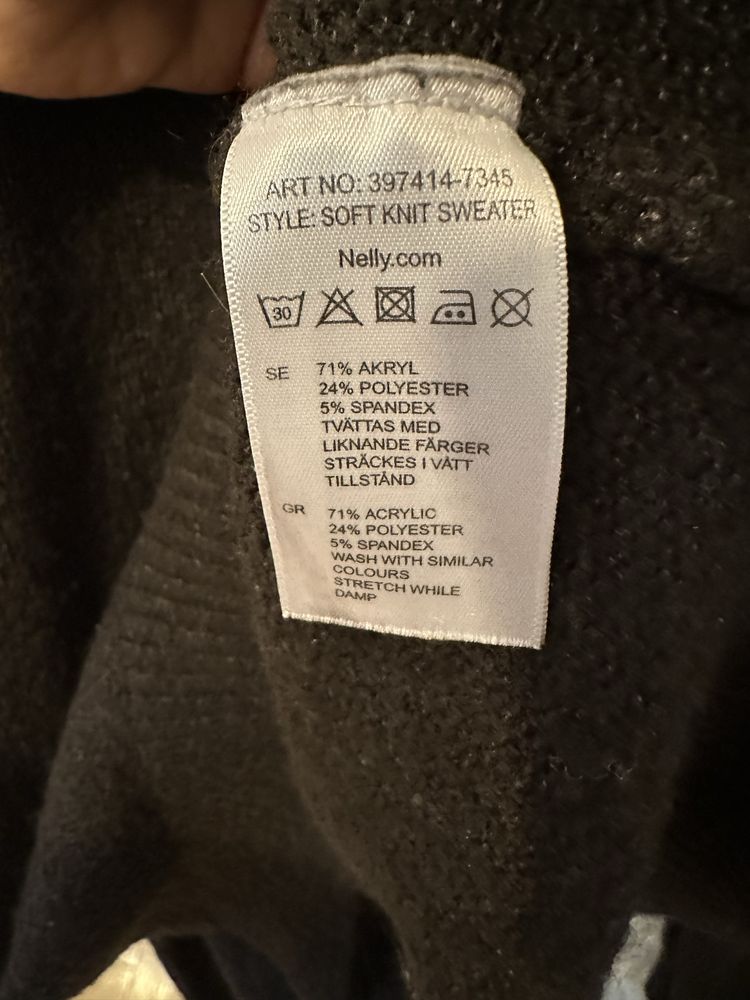 ART NO: 397414-7345
STYLE: SOFT KNIT SWEATER
Nelly.com
30
SE
71% AKRYL
24% POLYESTER
5% SPANDEX
TVÄTTAS MED
LIKNANDE FÄRGER
STRÄCKES I VÅTT
TILLSTÅND
GR
71% ACRYLIC
24% POLYESTER
5% SPANDEX
WASH WITH SIMILAR
COLOURS
STRETCH WHILE
DAMP